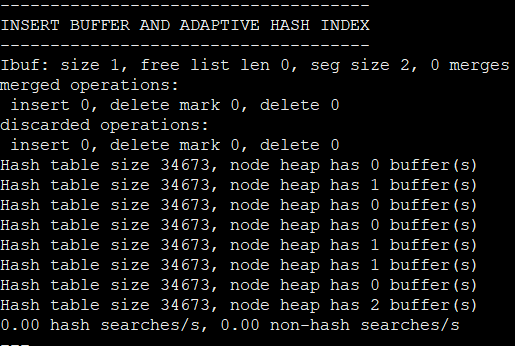 -------------------------------------
INSERT BUFFER AND ADAPTIVE HASH INDEX
-------------------------------------
Ibuf: size 1, free list len 0, seg size 2, 0 merges
merged operations:
 insert 0, delete mark 0, delete 0
discarded operations:
 insert 0, delete mark 0, delete 0
Hash table size 34673, node heap has 0 buffer(s)
Hash table size 34673, node heap has 1 buffer(s)
Hash table size 34673, node heap has 0 buffer(s)
Hash table size 34673, node heap has 0 buffer(s)
Hash table size 34673, node heap has 1 buffer(s)
Hash table size 34673, node heap has 1 buffer(s)
Hash table size 34673, node heap has 0 buffer(s)
Hash table size 34673, node heap has 2 buffer(s)
0.00 hash searches/s, 0.00 non-hash searches/s
---